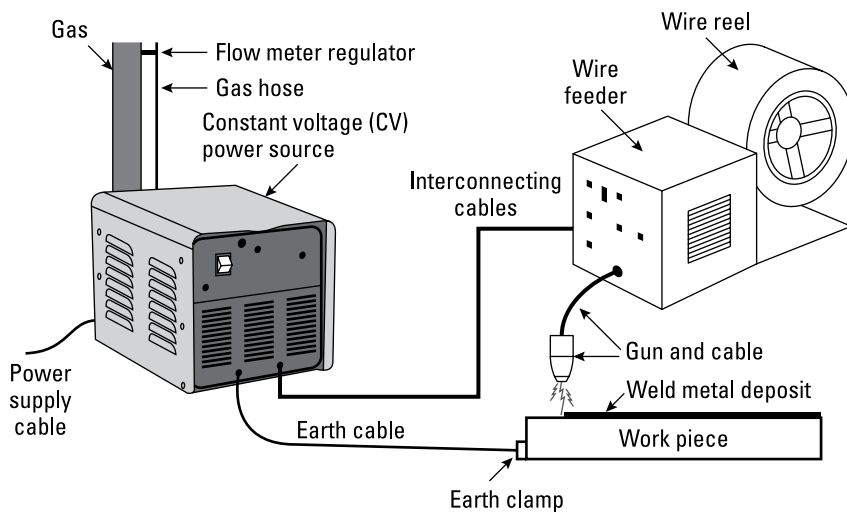 Gas
Flow meter regulator
Gas hose
Constant voltage (CV)
power source
Wire reel
Wire
feeder
Interconnecting
cables
Gun and cable
Power
supply
cable
Weld metal deposit
Earth cable
Work piece
Earth clamp